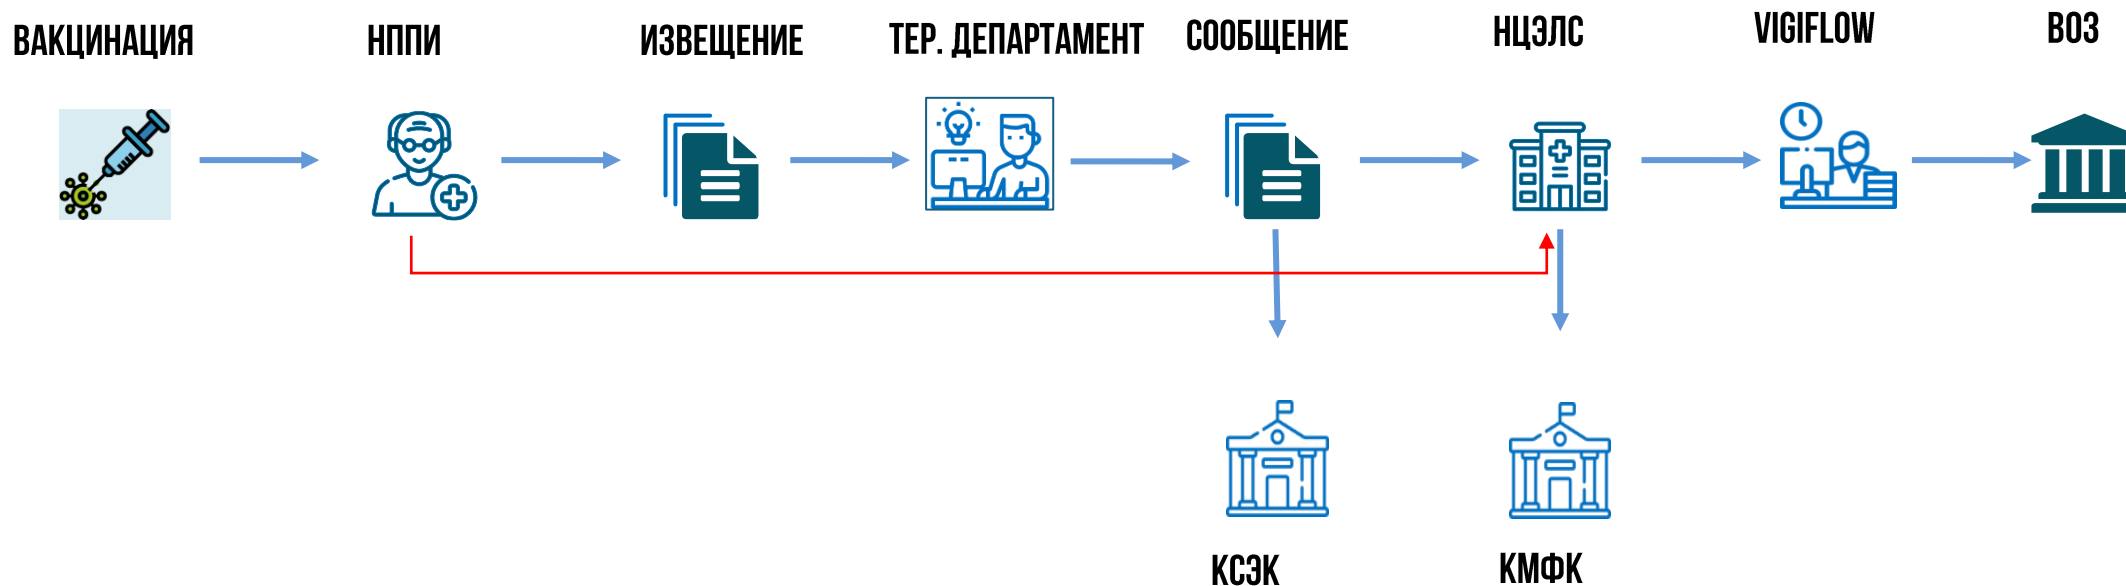 ВАКЦИНАЦИЯ
НППИ
ИЗВЕЩЕНИЕ
ТЕР. ДЕПАРТАМЕНТ
СООБЩЕНИЕ
НЦЭЛС
VIGIFLOW
ВОЗ
КСЭК
КМФК